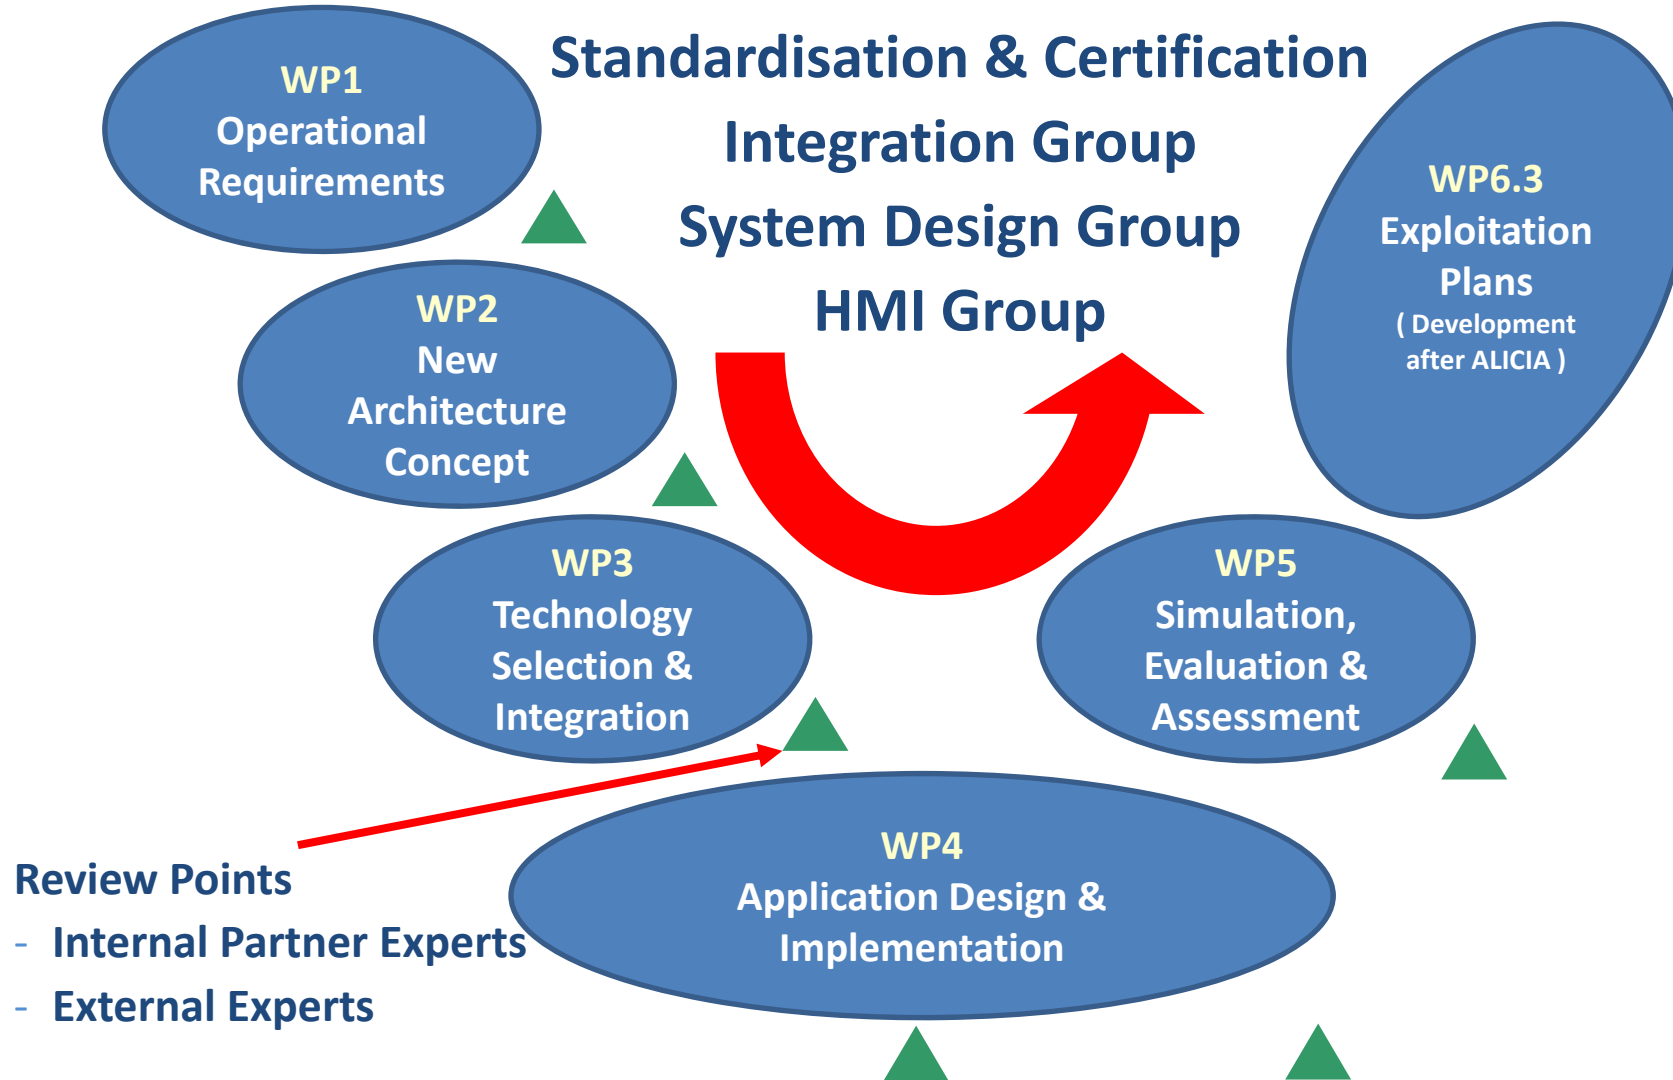 WP1
Operational
Requirements
Standardisation & Certification
Integration Group
System Design Group
HMI Group
WP6.3
Exploitation
Plans
( Development
after ALICIA )
WP2
New
Architecture
Concept
WP3
Technology
Selection &
Integration
WP5
Simulation,
Evaluation &
Assessment
WP4
Application Design &
Implementation
Review Points
- Internal Partner Experts
- External Experts